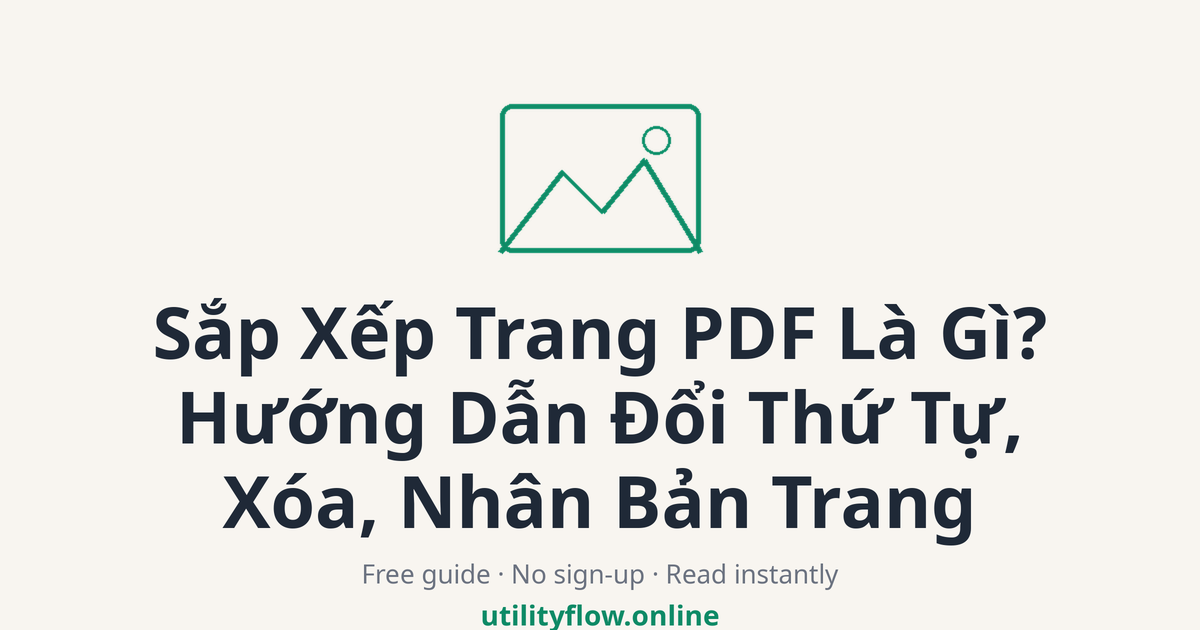 Sắp Xếp Trang PDF Là Gì?
Hướng Dẫn Đổi Thứ Tự,
Xóa, Nhân Bản Trang
Free guide · No sign-up · Read instantly
utilityflow.online